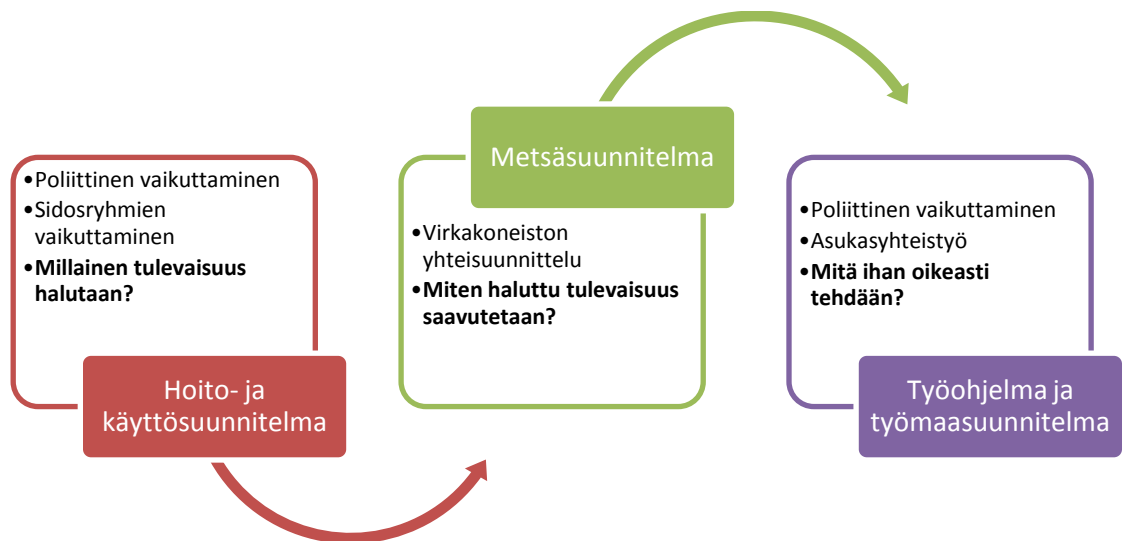 •Poliittinen vaikuttaminen
•Sidosryhmien
vaikuttaminen
•Millainen tulevaisuus
halutaan?
Hoito- ja
käyttösuunnitelma
Metsäsuunnitelma
•Virkakoneiston
yhteisuunnittelu
•Miten haluttu tulevaisuus
saavutetaan?
•Poliittinen vaikuttaminen
•Asukasyhteistyö
•Mitä ihan oikeasti
tehdään?
Työohjelma ja
työmaasuunnitelma